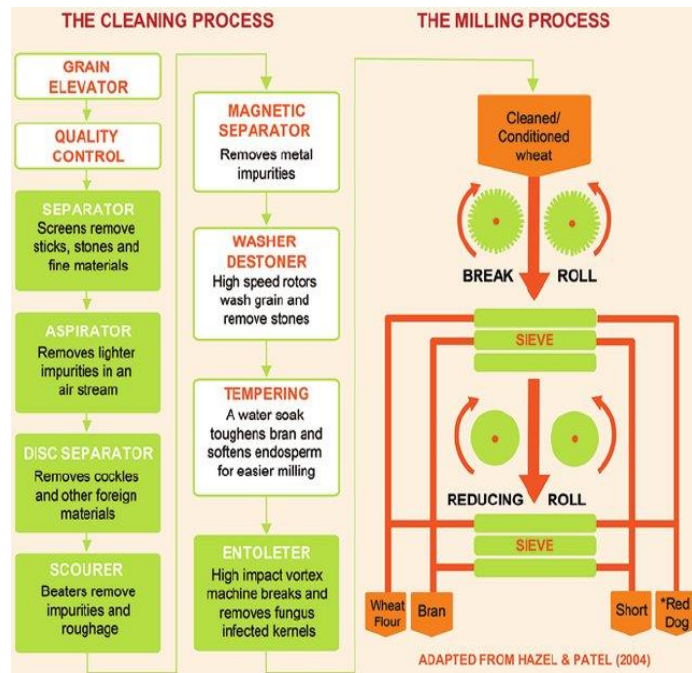 THE CLEANING PROCESS
GRAIN
ELEVATOR
QUALITY
CONTROL
SEPARATOR
Screens remove
sticks, stones and
fine materials
ASPIRATOR
Removes lighter
impurities in an
air stream
DISC SEPARATOR
Removes cockles
and other foreign
materials
SCOURER
Beaters remove
impurities and
roughage
MAGNETIC
SEPARATOR
Removes metal
impurities
WASHER
DESTONER
High speed rotors
wash grain and
remove stones
TEMPERING
A water soak
toughens bran and
softens endosperm
for easier milling
ENTOLETER
High impact vortex
machine breaks and
removes fungus
infected kernels
THE MILLING PROCESS
Cleaned/
Conditioned
wheat
BREAK ROLL
SIEVE
REDUCING ROLL
SIEVE
Wheat
Flour
Bran
Short
*Red
Dog
ADAPTED FROM HAZEL & PATEL (2004)